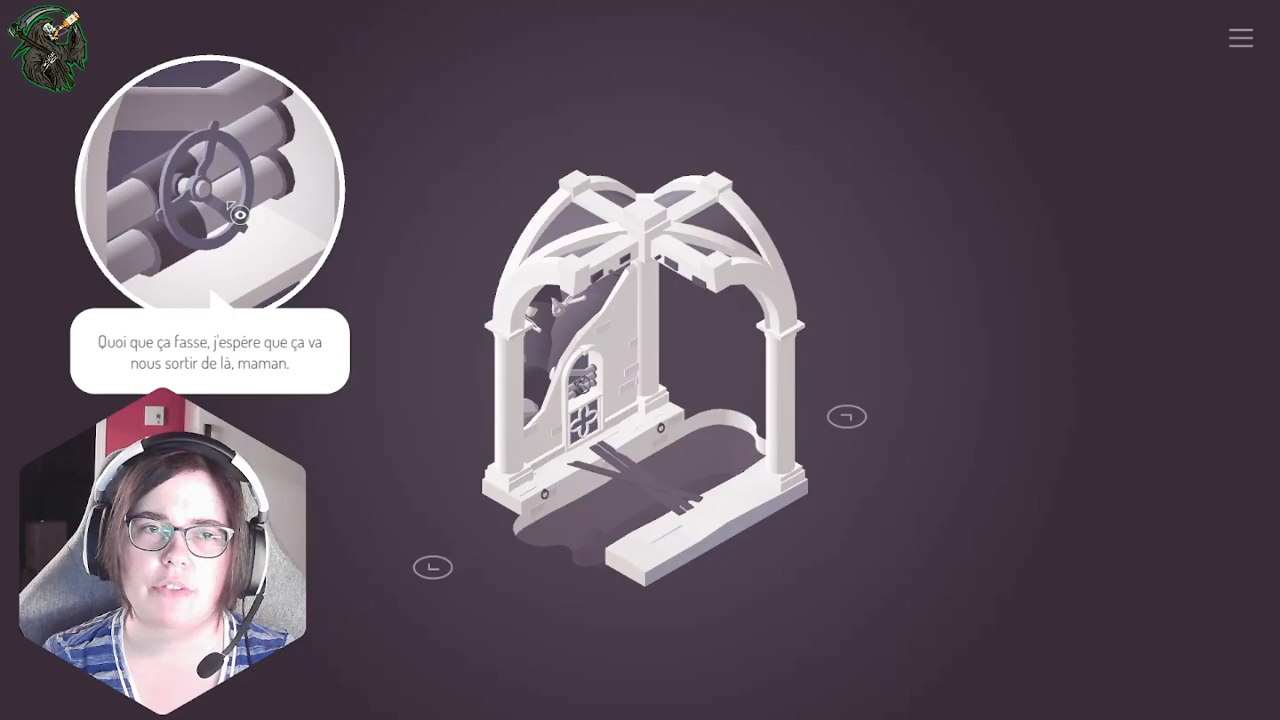 Quoi que ça fasse, j'espère que ça va
nous sortir de là, maman.